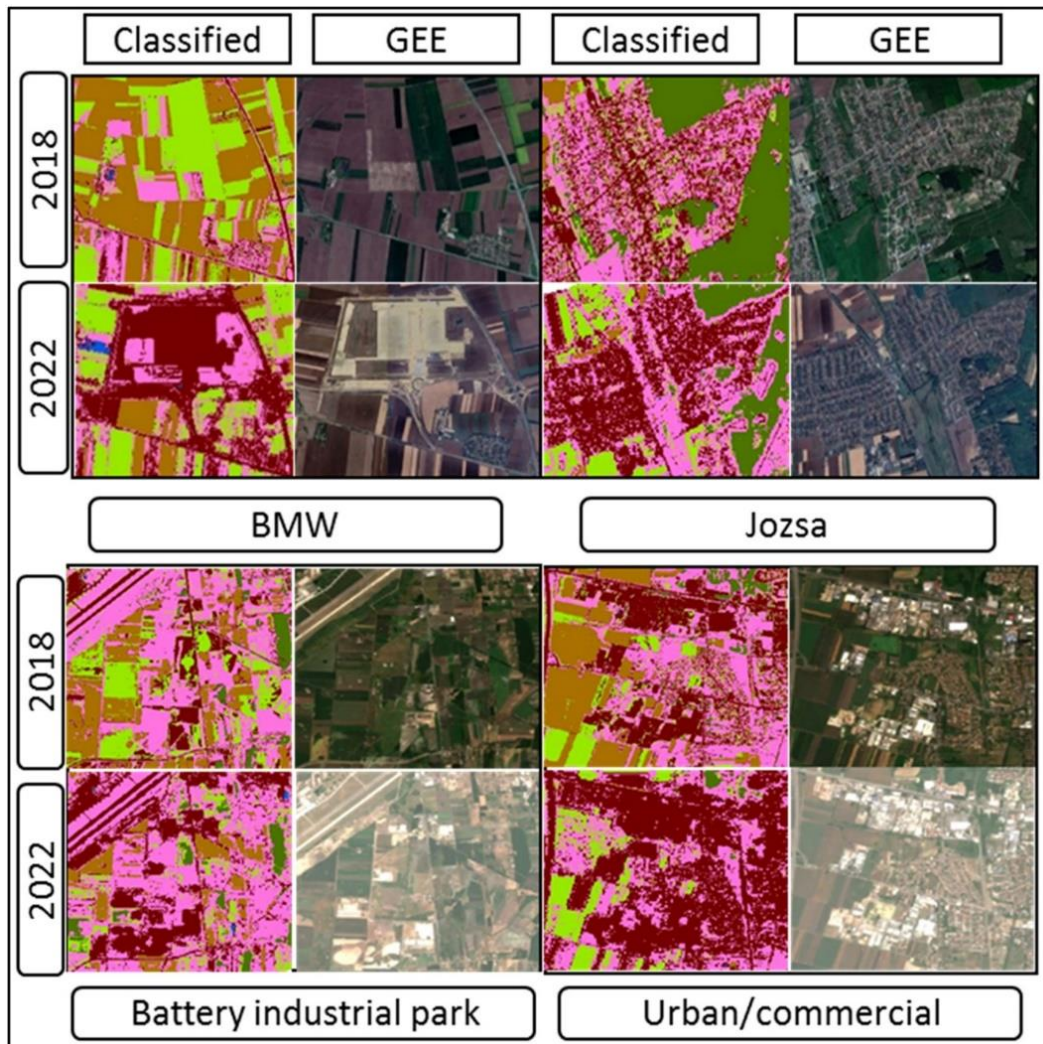 Classified GEE Classified GEE
2018
2022
BMW Jozsa
2018
2022
Battery industrial park Urban/commercial